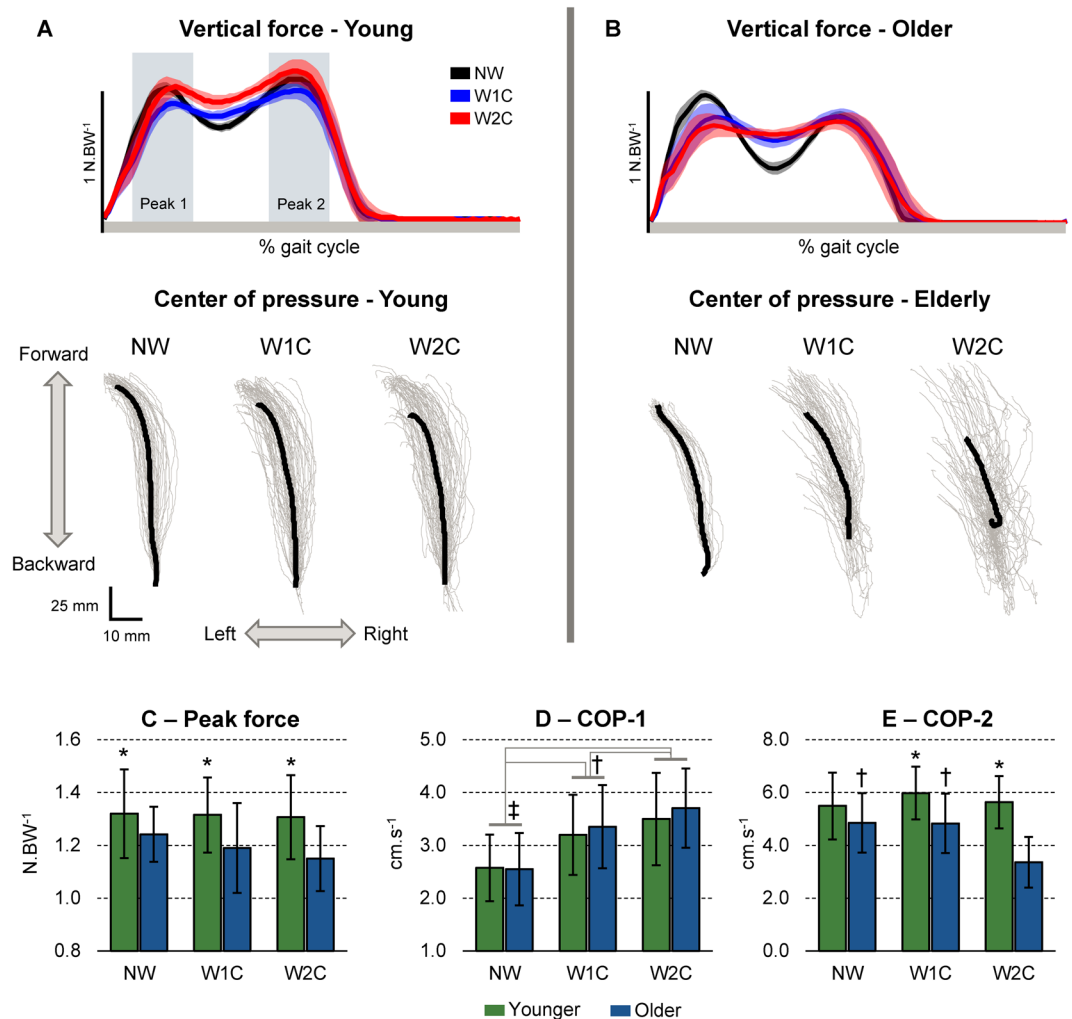 A
Vertical force - Young
NW
W1C
W2C
1 N.BW⁻¹
Peak 1
Peak 2
% gait cycle
B
Vertical force - Older
1 N.BW⁻¹
% gait cycle
Center of pressure - Young
NW
W1C
W2C
Forward
Backward
25 mm
10 mm
Left
Right
Center of pressure - Elderly
NW
W1C
W2C
C – Peak force
1.6
1.4
1.2
1.0
0.8
N.BW⁻¹
*
*
*
NW
W1C
W2C
D – COP-1
5.0
4.0
3.0
2.0
1.0
cm.s⁻¹
‡
†
NW
W1C
W2C
E – COP-2
8.0
6.0
4.0
2.0
0.0
cm.s⁻¹
†
*
†
*
NW
W1C
W2C
Younger
Older